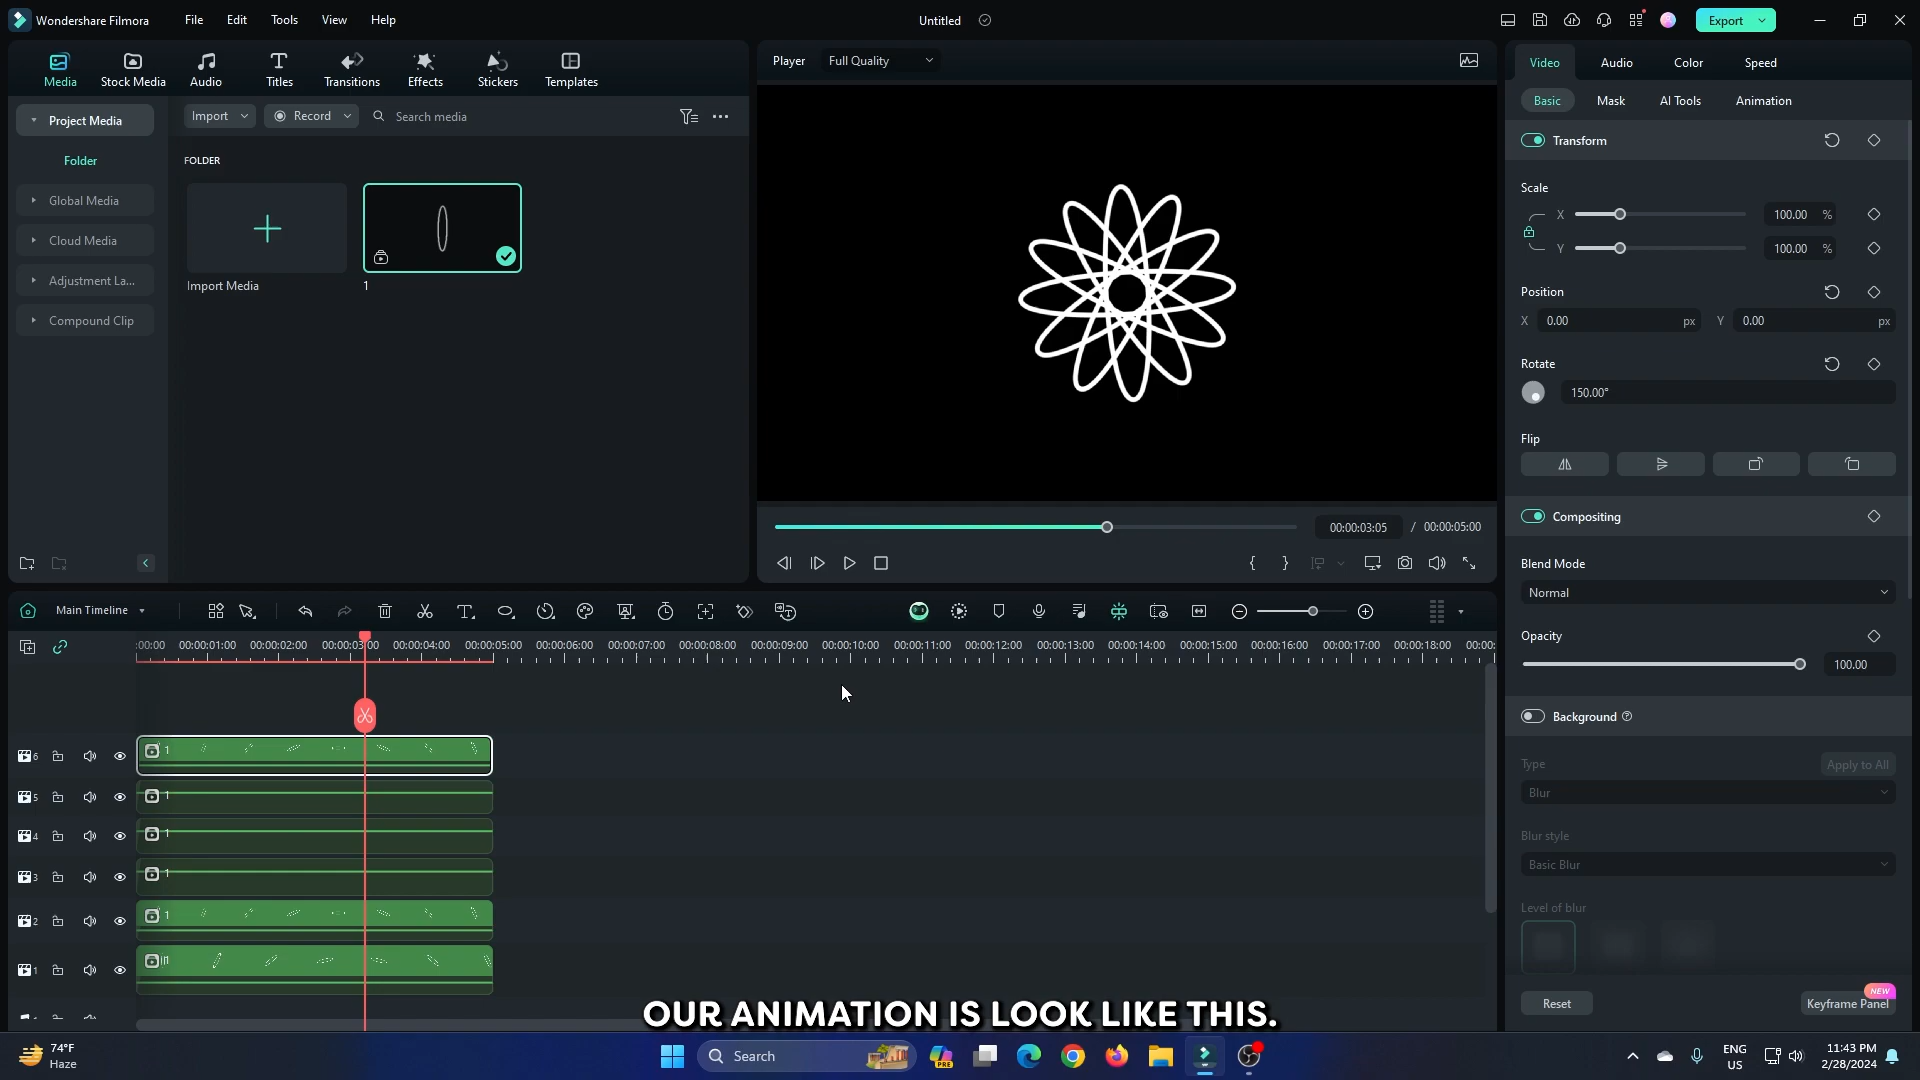 Wondershare Filmora
File Edit Tools View Help
Untitled
Export
Media
Stock Media
Audio
Titles
Transitions
Effects
Stickers
Templates
Project Media
Folder
Global Media
Cloud Media
Adjustment La...
Compound Clip
Import
Record
Search media
FOLDER
Import Media
1
Player
Full Quality
00:00:03:05 / 00:00:05:00
Video
Audio
Color
Speed
Basic
Mask
AI Tools
Animation
Transform
Scale
X 100.00 %
Y 100.00 %
Position
X 0.00 px Y 0.00 px
Rotate
150.00°
Flip
Compositing
Blend Mode
Normal
Opacity
100.00
Background
Type
Apply to All
Blur
Blur style
Basic Blur
Level of blur
Reset
NEW
Keyframe Panel
Main Timeline
:00:00 00:00:01:00 00:00:02:00 00:00:03:00 00:00:04:00 00:00:05:00 00:00:06:00 00:00:07:00 00:00:08:00 00:00:09:00 00:00:10:00 00:00:11:00 00:00:12:00 00:00:13:00 00:00:14:00 00:00:15:00 00:00:16:00 00:00:17:00 00:00:18:00 00:00:
6 1
5 1
4 1
3 1
2 1
1
OUR ANIMATION IS LOOK LIKE THIS.
74°F
Haze
Search
PRE
ENG
US
11:43 PM
2/28/2024